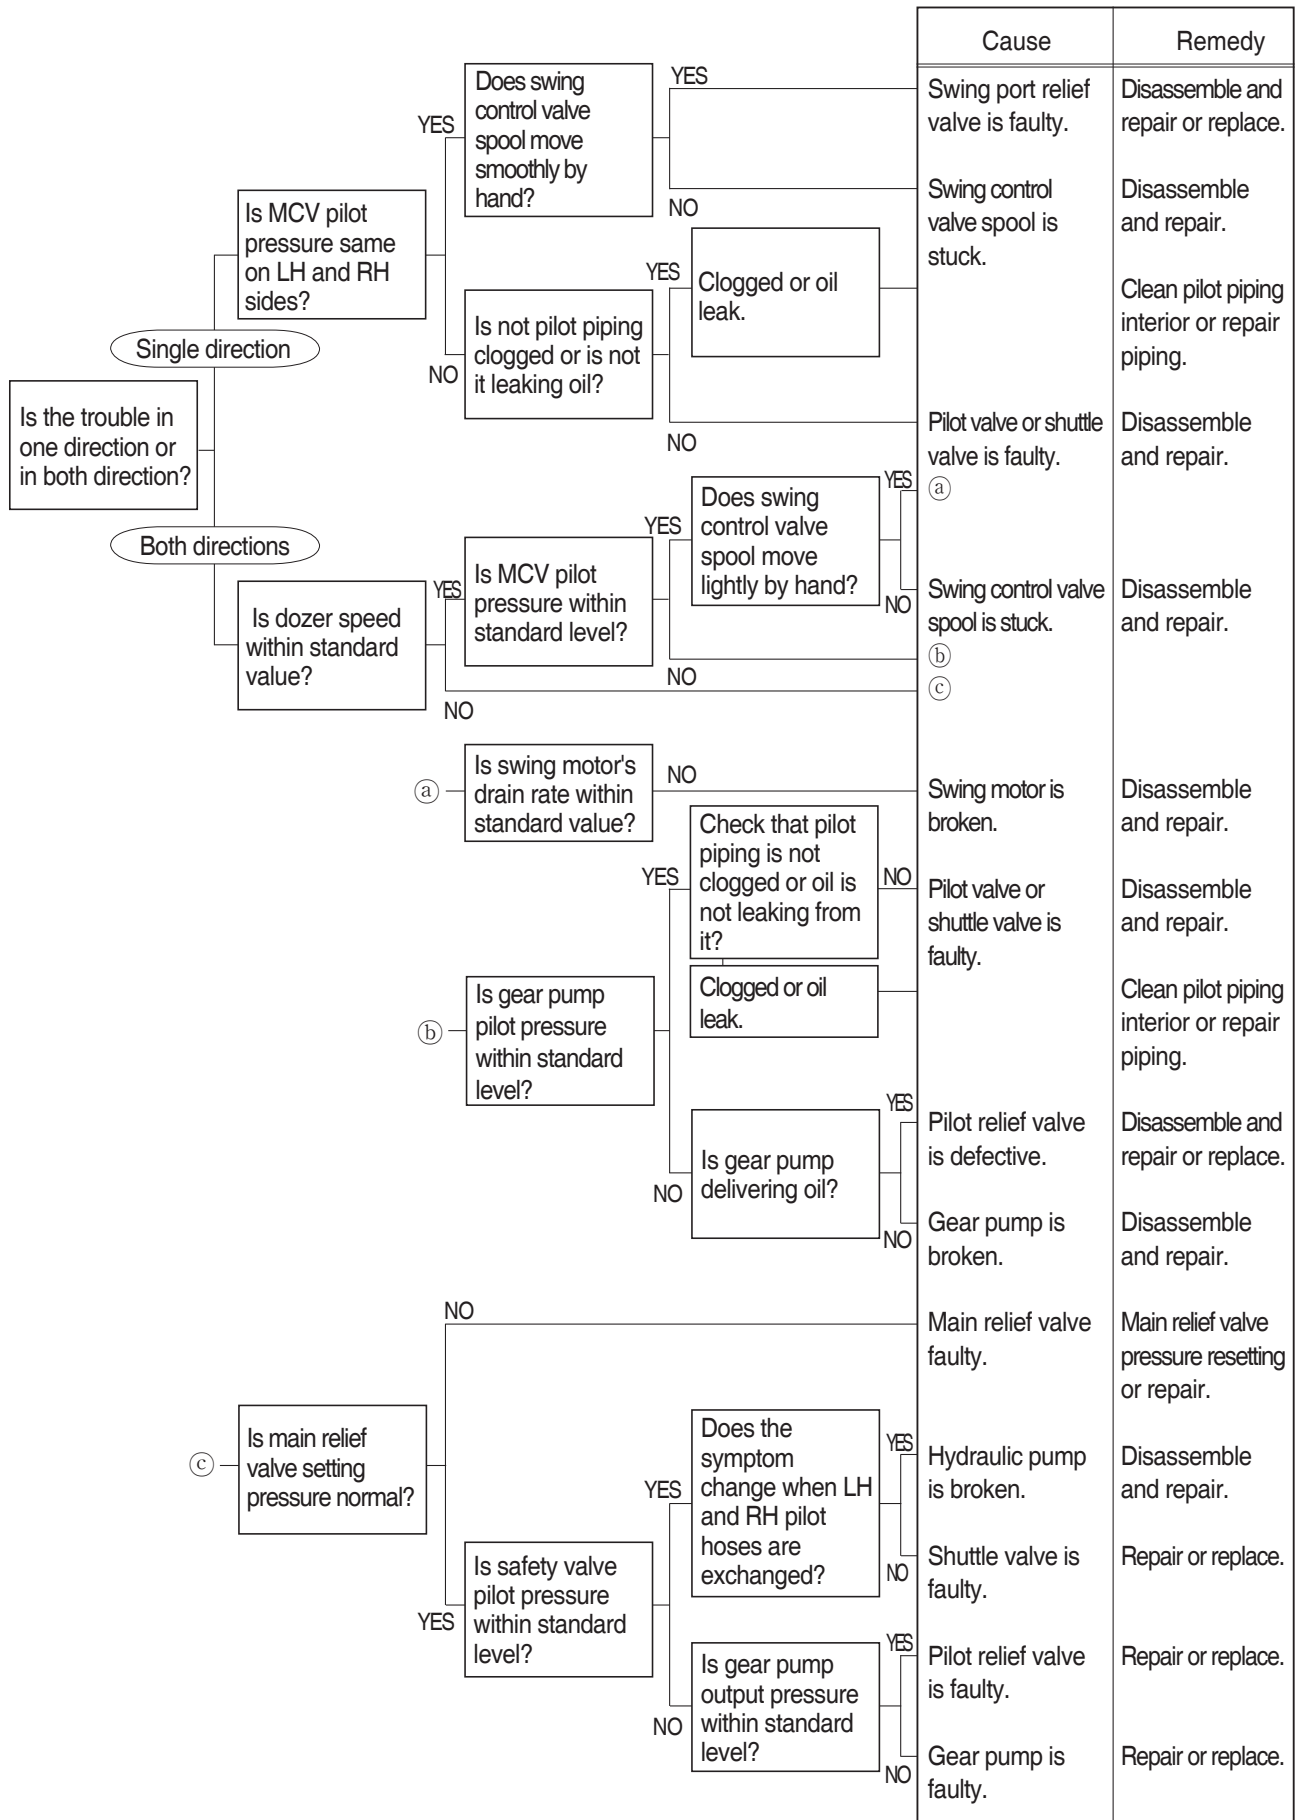 Cause
Remedy
Does swing
control valve
spool move
smoothly by
hand?
YES
YES
NO
Swing port relief
valve is faulty.
Disassemble and
repair or replace.
Is MCV pilot
pressure same
on LH and RH
sides?
Swing control
valve spool is
stuck.
Disassemble
and repair.
Single direction
NO
Is not pilot piping
clogged or is not
it leaking oil?
YES
Clogged or oil
leak.
Clean pilot piping
interior or repair
piping.
NO
Pilot valve or shuttle
valve is faulty.
Disassemble
and repair.
Is the trouble in
one direction or
in both direction?
Both directions
Is dozer speed
within standard
value?
YES
Is MCV pilot
pressure within
standard level?
YES
Does swing
control valve
spool move
lightly by hand?
YES
ⓐ
NO
Swing control valve
spool is stuck.
Disassemble
and repair.
NO
ⓑ
NO
ⓒ
ⓐ
Is swing motor's
drain rate within
standard value?
NO
Swing motor is
broken.
Disassemble
and repair.
ⓑ
Is gear pump
pilot pressure
within standard
level?
YES
Check that pilot
piping is not
clogged or oil is
not leaking from
it?
NO
Pilot valve or
shuttle valve is
faulty.
Disassemble
and repair.
Clogged or oil
leak.
Clean pilot piping
interior or repair
piping.
NO
Is gear pump
delivering oil?
YES
Pilot relief valve
is defective.
Disassemble and
repair or replace.
NO
Gear pump is
broken.
Disassemble
and repair.
ⓒ
Is main relief
valve setting
pressure normal?
NO
Main relief valve
faulty.
Main relief valve
pressure resetting
or repair.
YES
Is safety valve
pilot pressure
within standard
level?
YES
Does the
symptom
change when LH
and RH pilot
hoses are
exchanged?
YES
Hydraulic pump
is broken.
Disassemble
and repair.
NO
Shuttle valve is
faulty.
Repair or replace.
NO
Is gear pump
output pressure
within standard
level?
YES
Pilot relief valve
is faulty.
Repair or replace.
NO
Gear pump is
faulty.
Repair or replace.